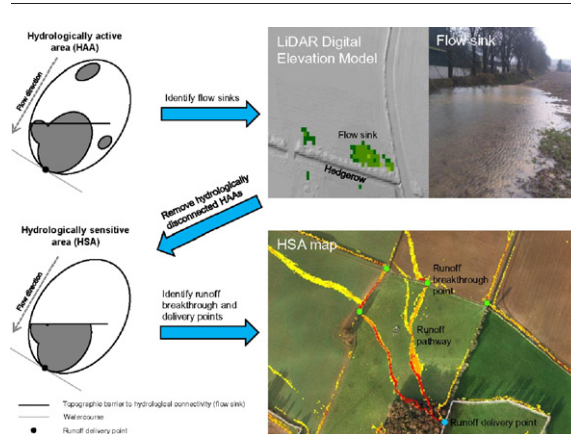 Hydrologically active
area (HAA)
Flow direction
Identify flow sinks
LiDAR Digital
Elevation Model
Flow sink
Hedgerow
Flow sink
Remove hydrologically
disconnected HAAs
Hydrologically sensitive
area (HSA)
Flow direction
Identify runoff
breakthrough and
delivery points
HSA map
Runoff
breakthrough
point
Runoff
pathway
Runoff delivery point
Topographic barrier to hydrological connectivity (flow sink)
Watercourse
Runoff delivery point